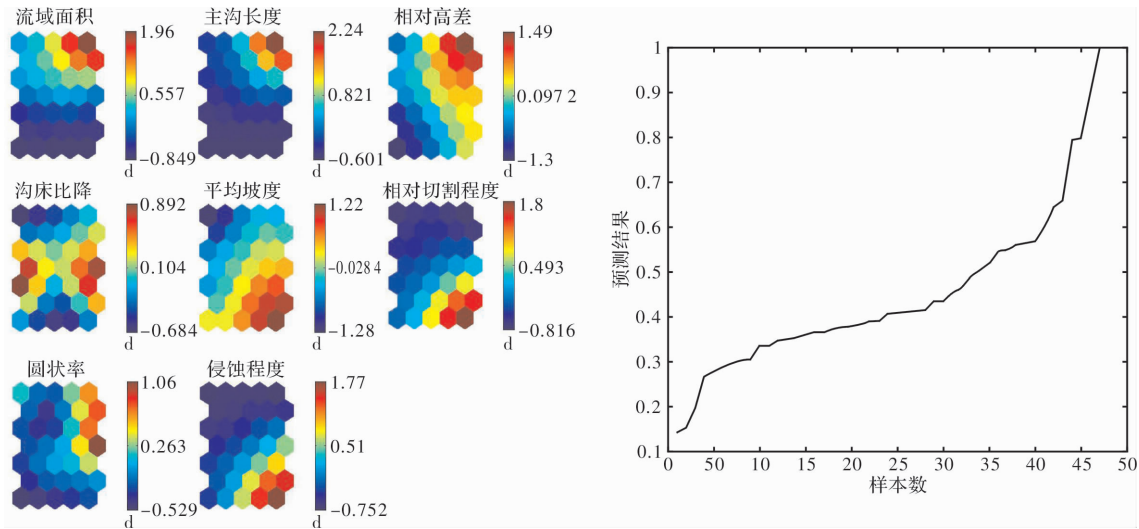 流域面积
1.96
0.557
-0.849
d
主沟长度
2.24
0.821
-0.601
d
相对高差
1.49
0.097 2
-1.3
d
沟床比降
0.892
0.104
-0.684
d
平均坡度
1.22
-0.028 4
-1.28
d
相对切割程度
1.8
0.493
-0.816
d
圆状率
1.06
0.263
-0.529
d
侵蚀程度
1.77
0.51
-0.752
d
预测结果
1
0.9
0.8
0.7
0.6
0.5
0.4
0.3
0.2
0.1
0 50 10 15 20 25 30 35 40 45 50
样本数